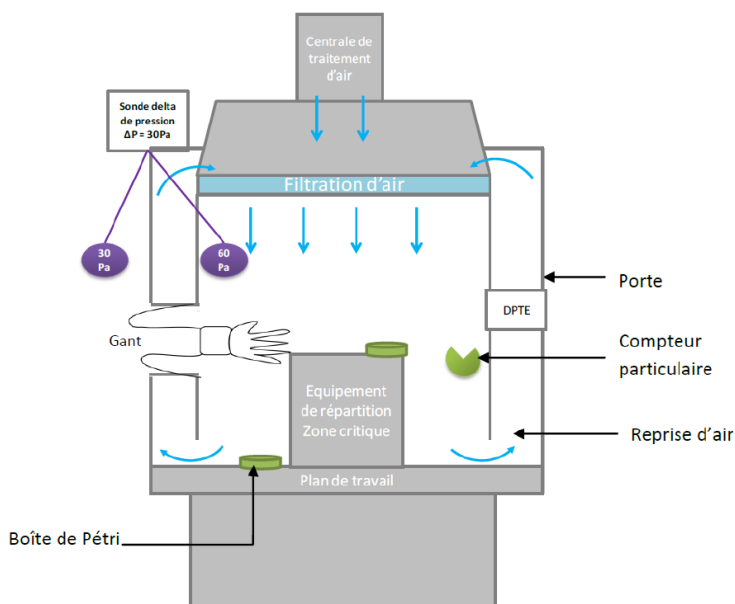 Centrale de
traitement
d'air
Sonde delta
de pression
ΔP = 30Pa
Filtration d'air
30
Pa
60
Pa
Porte
DPTE
Gant
Compteur
particulaire
Equipement
de répartition
Zone critique
Reprise d'air
Plan de travail
Boîte de Pétri